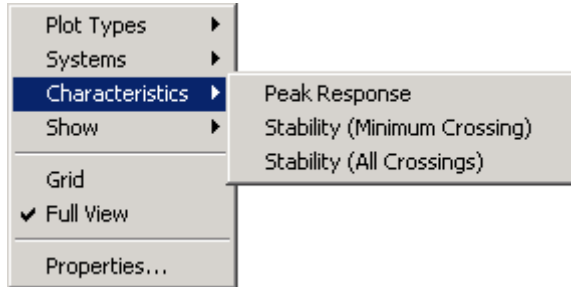 Plot Types
Systems
Characteristics
Show
Grid
Full View
Properties...
Peak Response
Stability (Minimum Crossing)
Stability (All Crossings)